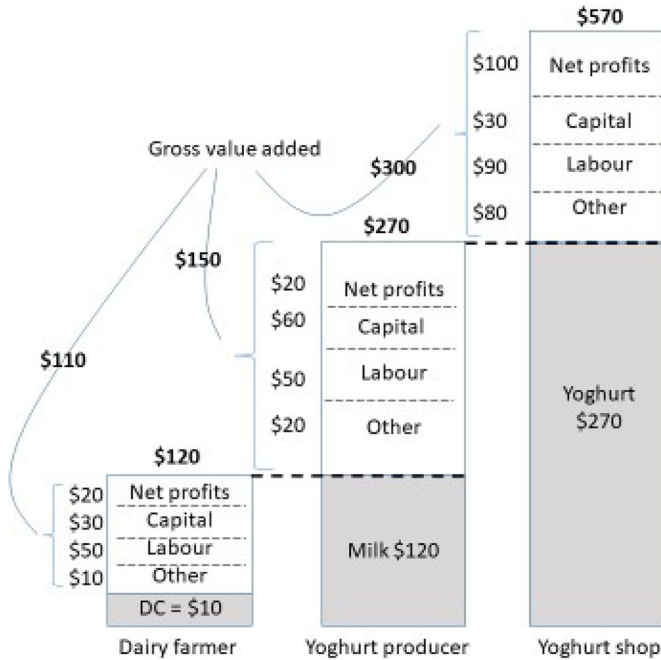 $570
$100
Net profits
$30
Capital
Gross value added
$300
$90
Labour
$80
Other
$270
$150
$20
Net profits
$60
Capital
$110
$50
Labour
Yoghurt
$270
$20
Other
$120
$20
Net profits
$30
Capital
$50
Labour
$10
Other
Milk $120
DC = $10
Dairy farmer
Yoghurt producer
Yoghurt shop